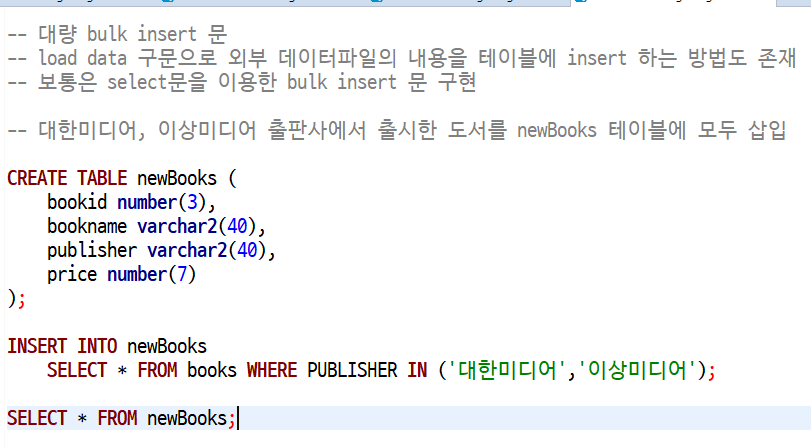 -- 대량 bulk insert 문
-- load data 구문으로 외부 데이터파일의 내용을 테이블에 insert 하는 방법도 존재
-- 보통은 select문을 이용한 bulk insert 문 구현
-- 대한미디어, 이상미디어 출판사에서 출시한 도서를 newBooks 테이블에 모두 삽입
CREATE TABLE newBooks (
bookid number(3),
bookname varchar2(40),
publisher varchar2(40),
price number(7)
);
INSERT INTO newBooks
SELECT * FROM books WHERE PUBLISHER IN ('대한미디어','이상미디어');
SELECT * FROM newBooks;